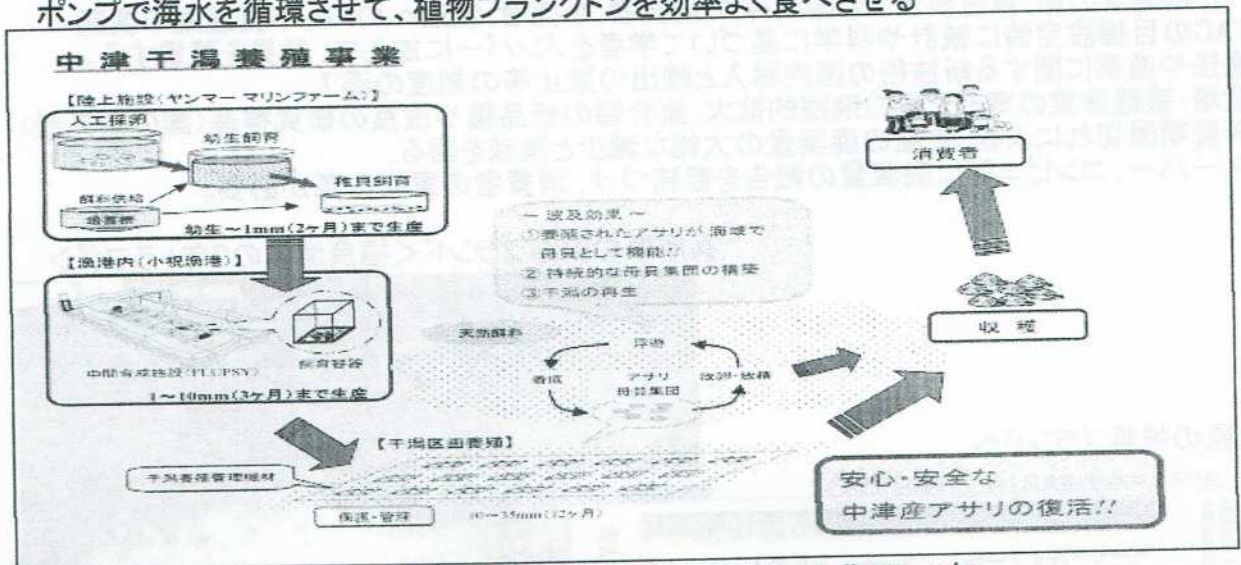 ポンプで海水を循環させて、植物プランクトンを効率よく食べさせる
中津干潟養殖事業
【陸上施設(ヤンマー マリンファーム)】
人工採卵
幼生飼育
稚貝飼育
餌料供給
培養槽
幼生～1mm(2ヶ月)まで生産
【漁港内(小祝漁港)】
飼育容器
中間育成施設(FLUPSY)
1～10mm(3ヶ月)まで生産
【干潟区画養殖】
干潟養殖管理機材
保護・管理
10～35mm(12ヶ月)
～ 波及効果 ～
①養殖されたアサリが海域で
母貝として機能!!
② 持続的な母貝集団の構築
③干潟の再生
天然餌料
浮遊
着底
アサリ
母貝集団
放卵・放精
消費者
収穫
安心・安全な
中津産アサリの復活!!